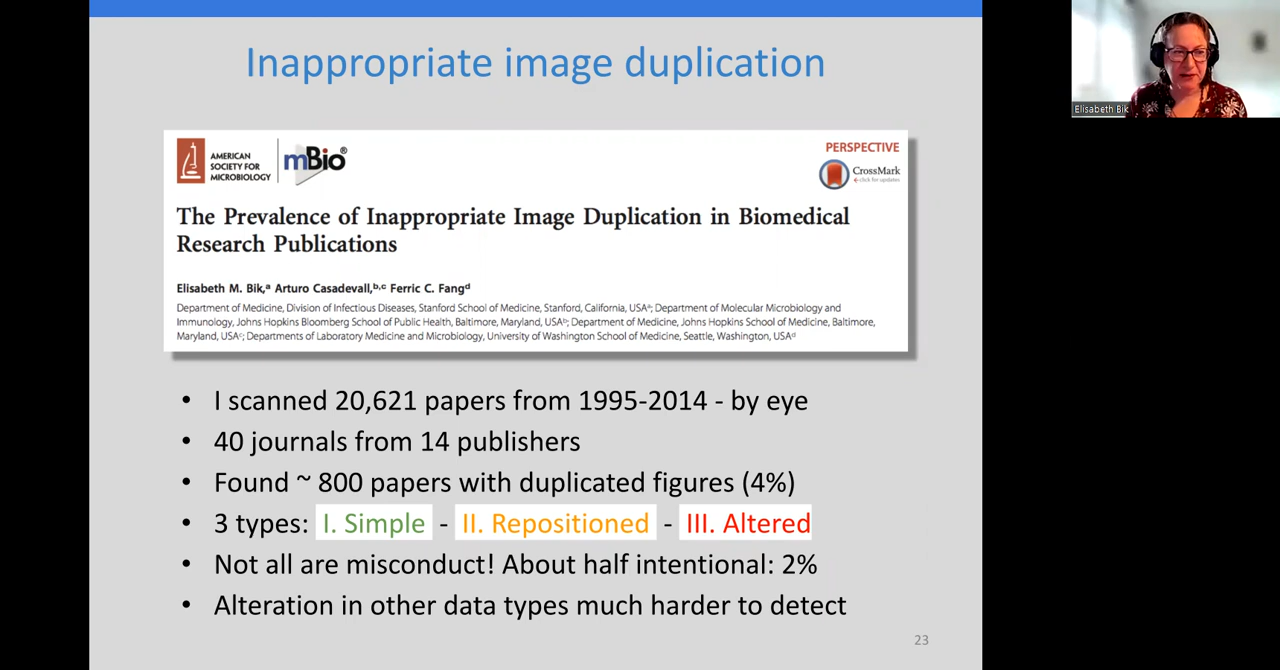 Inappropriate image duplication
AMERICAN
SOCIETY FOR
MICROBIOLOGY
mBio®
PERSPECTIVE
CrossMark
click for updates
The Prevalence of Inappropriate Image Duplication in Biomedical
Research Publications
Elisabeth M. Bik,a Arturo Casadevall,b,c Ferric C. Fangd
Department of Medicine, Division of Infectious Diseases, Stanford School of Medicine, Stanford, California, USAa; Department of Molecular Microbiology and
Immunology, Johns Hopkins Bloomberg School of Public Health, Baltimore, Maryland, USAb; Department of Medicine, Johns Hopkins School of Medicine, Baltimore,
Maryland, USAc; Departments of Laboratory Medicine and Microbiology, University of Washington School of Medicine, Seattle, Washington, USAd
• I scanned 20,621 papers from 1995-2014 - by eye
• 40 journals from 14 publishers
• Found ~ 800 papers with duplicated figures (4%)
• 3 types: I. Simple - II. Repositioned - III. Altered
• Not all are misconduct! About half intentional: 2%
• Alteration in other data types much harder to detect
23
Elisabeth Bik